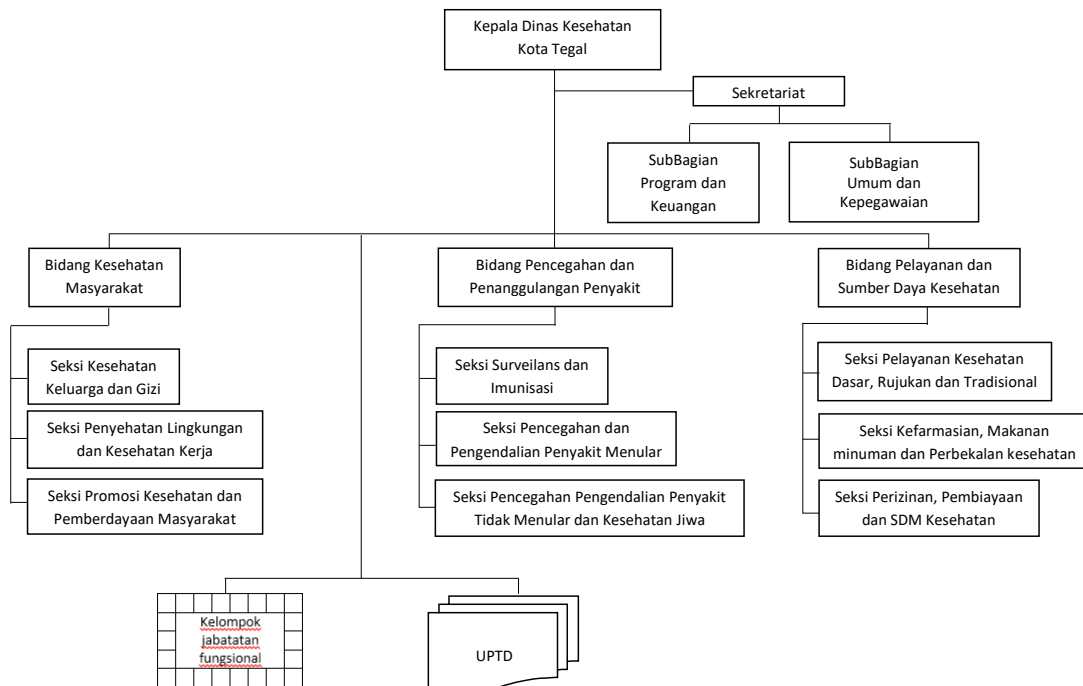 Kepala Dinas Kesehatan
Kota Tegal
Sekretariat
SubBagian
Program dan
Keuangan
SubBagian
Umum dan
Kepegawaian
Bidang Kesehatan
Masyarakat
Bidang Pencegahan dan
Penanggulangan Penyakit
Bidang Pelayanan dan
Sumber Daya Kesehatan
Seksi Kesehatan
Keluarga dan Gizi
Seksi Penyehatan Lingkungan
dan Kesehatan Kerja
Seksi Promosi Kesehatan dan
Pemberdayaan Masyarakat
Seksi Surveilans dan
Imunisasi
Seksi Pencegahan dan
Pengendalian Penyakit Menular
Seksi Pencegahan Pengendalian Penyakit
Tidak Menular dan Kesehatan Jiwa
Seksi Pelayanan Kesehatan
Dasar, Rujukan dan Tradisional
Seksi Kefarmasian, Makanan
minuman dan Perbekalan kesehatan
Seksi Perizinan, Pembiayaan
dan SDM Kesehatan
Kelompok
jabatatan
fungsional
UPTD